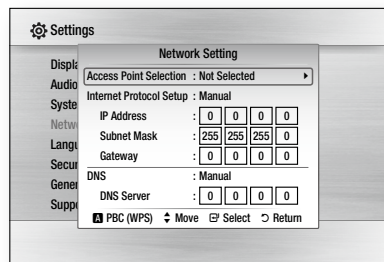 Settings
Network Setting
Displa
Audio
Syste
Netw
Langu
Secur
Gener
Suppo
Access Point Selection : Not Selected
Internet Protocol Setup : Manual
IP Address : 0 0 0 0
Subnet Mask : 255 255 255 0
Gateway : 0 0 0 0
DNS : Manual
DNS Server : 0 0 0 0
A PBC (WPS) Move Select Return